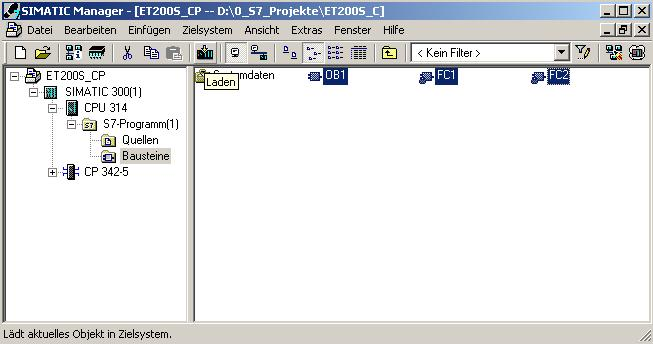 SIMATIC Manager - [ET200S_CP -- D:\0_S7_Projekte\ET200S_C]
Datei Bearbeiten Einfügen Zielsystem Ansicht Extras Fenster Hilfe
< Kein Filter >
ET200S_CP
SIMATIC 300(1)
CPU 314
S7-Programm(1)
Quellen
Bausteine
CP 342-5
OB1 FC1 FC2
Laden
Lädt aktuelles Objekt in Zielsystem.